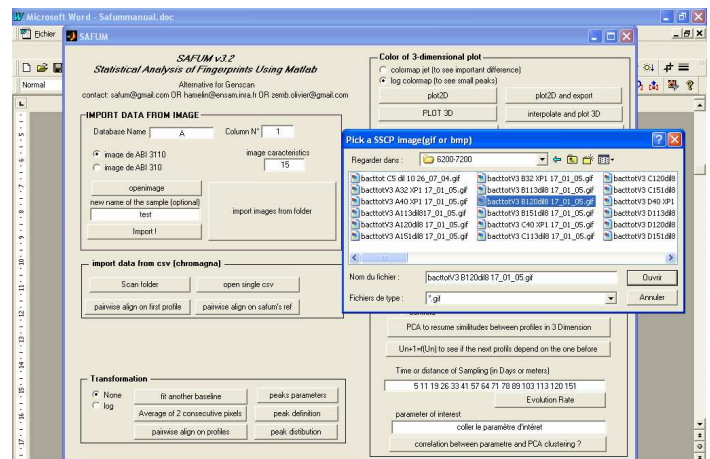 Microsoft Word - Safummanual.doc
Fichier
Normal
SAFUM
SAFUM v3.2
Statistical Analysis of Fingerprints Using Matlab
Alternative for Genscan
contact: safum@gmail.com OR hamelin@ensam.inra.fr OR zemb.olivier@gmail.com
IMPORT DATA FROM IMAGE
Database Name A Column N° 1
image de ABI 3110
image de ABI 310
image caracteristics
15
openimage
new name of the sample (optional)
test
Import !
import images from folder
import data from csv (chromagna)
Scan folder open single csv
pairwise align on first profile pairwise align on safum's ref
Transformation
None
log
fit another baseline peaks parameters
Average of 2 consecutive pixels peak definition
pairwise align on profiles peak distibution
Color of 3-dimensional plot
colormap jet (to see important difference)
log colormap (to see small peaks)
plot2D plot2D and export
PLOT 3D interpolate and plot 3D
Pick a SSCP image(gif or bmp)
Regarder dans : 6200-7200
bacttot C5 dil 10 26_07_04.gif bacttotV3 B32 XP1 17_01_05.gif bacttotV3 C120dil8
bacttotV3 A32 XP1 17_01_05.gif bacttotV3 B113dil8 17_01_05.gif bacttotV3 C151dil8
bacttotV3 A40 XP1 17_01_05.gif bacttotV3 B120dil8 17_01_05.gif bacttotV3 D40 XP1
bacttotV3 A113dil817_01_05.gif bacttotV3 B151dil8 17_01_05.gif bacttotV3 D113dil8
bacttotV3 A120dil8 17_01_05.gif bacttotV3 C40 XP1 17_01_05.gif bacttotV3 D120dil8
bacttotV3 A151dil8 17_01_05.gif bacttotV3 C113dil8 17_01_05.gif bacttotV3 D151dil8
Nom du fichier : bacttotV3 B120dil8 17_01_05.gif Ouvrir
Fichiers de type : *.gif Annuler
PCA to resume similitudes between profiles in 3 Dimension
Un+1=f(Un) to see if the next profils depend on the one before
Time or distance of Sampling (in Days or meters)
5 11 19 26 33 41 57 64 71 78 89 103 113 120 151
Evolution Rate
parameter of interest
coller le paramètre d'intéret
correlation between parametre and PCA clustering ?